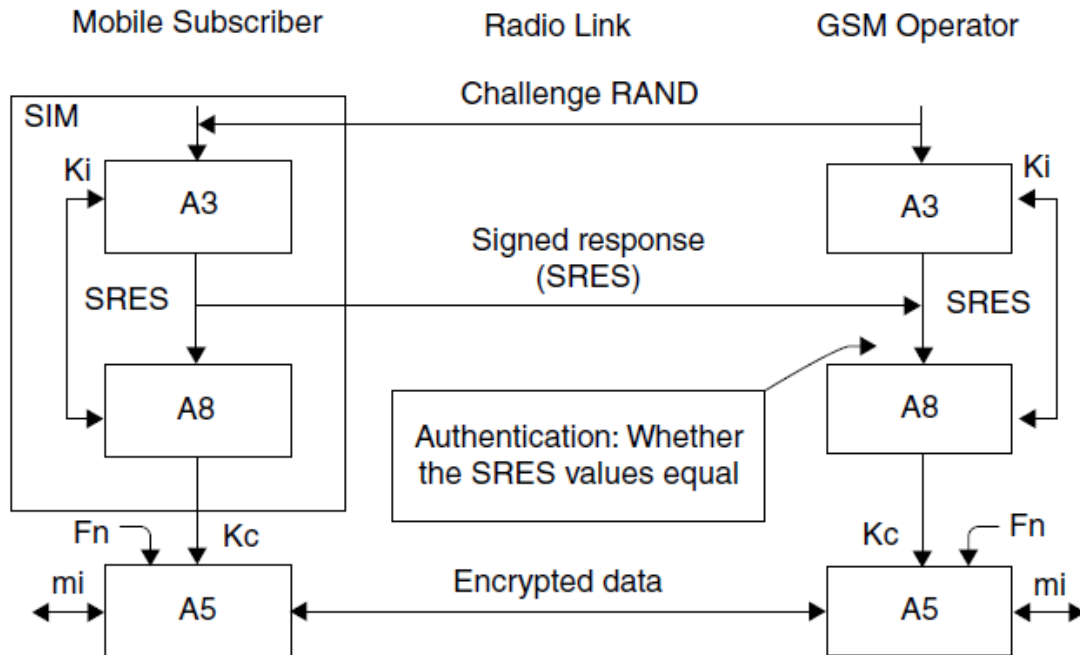 Mobile Subscriber
Radio Link
GSM Operator
Challenge RAND
SIM
Ki
Ki
A3
A3
Signed response
(SRES)
SRES
SRES
A8
A8
Authentication: Whether
the SRES values equal
Fn
Kc
Kc
Fn
mi
A5
Encrypted data
A5
mi